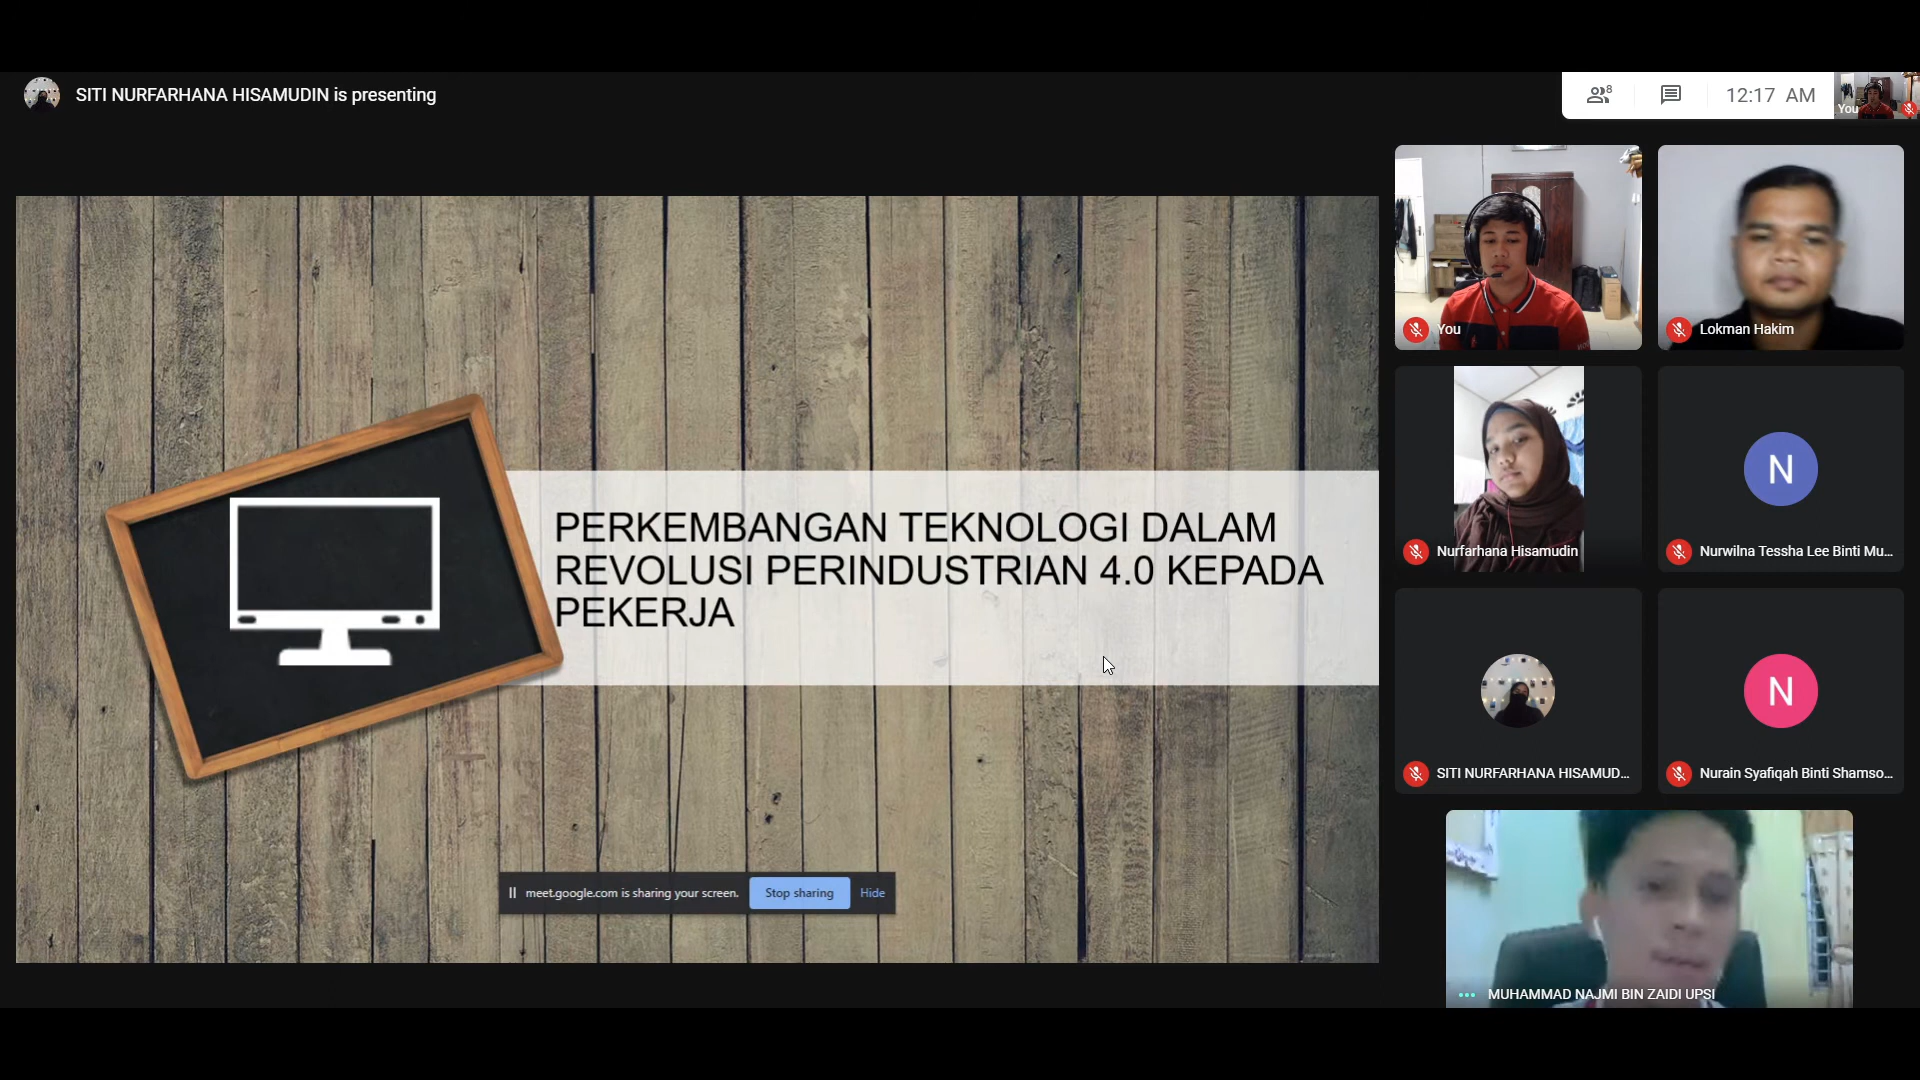 SITI NURFARHANA HISAMUDIN is presenting
8
12:17 AM
You
PERKEMBANGAN TEKNOLOGI DALAM
REVOLUSI PERINDUSTRIAN 4.0 KEPADA
PEKERJA
meet.google.com is sharing your screen.
Stop sharing
Hide
You
Lokman Hakim
Nurfarhana Hisamudin
N
Nurwilna Tessha Lee Binti Mu...
SITI NURFARHANA HISAMUD...
N
Nurain Syafiqah Binti Shamso...
MUHAMMAD NAJMI BIN ZAIDI UPSI